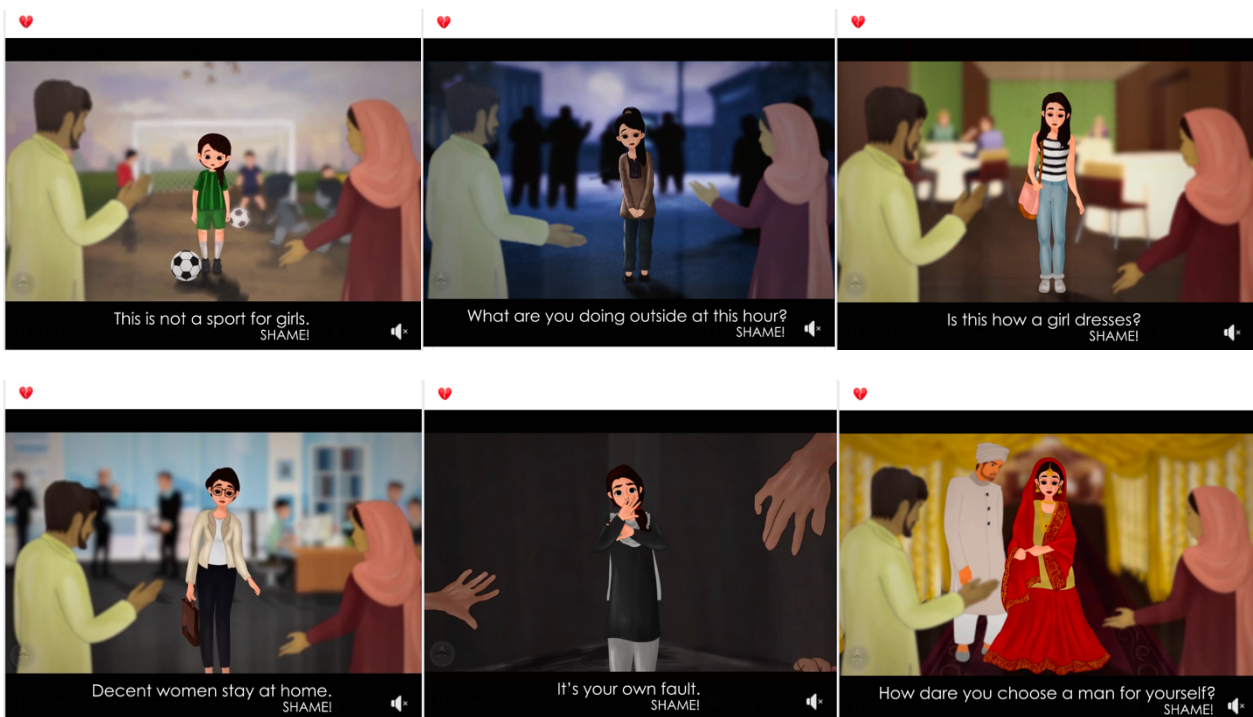 This is not a sport for girls.
SHAME!
What are you doing outside at this hour?
SHAME!
Is this how a girl dresses?
SHAME!
Decent women stay at home.
SHAME!
It's your own fault.
SHAME!
How dare you choose a man for yourself?
SHAME!